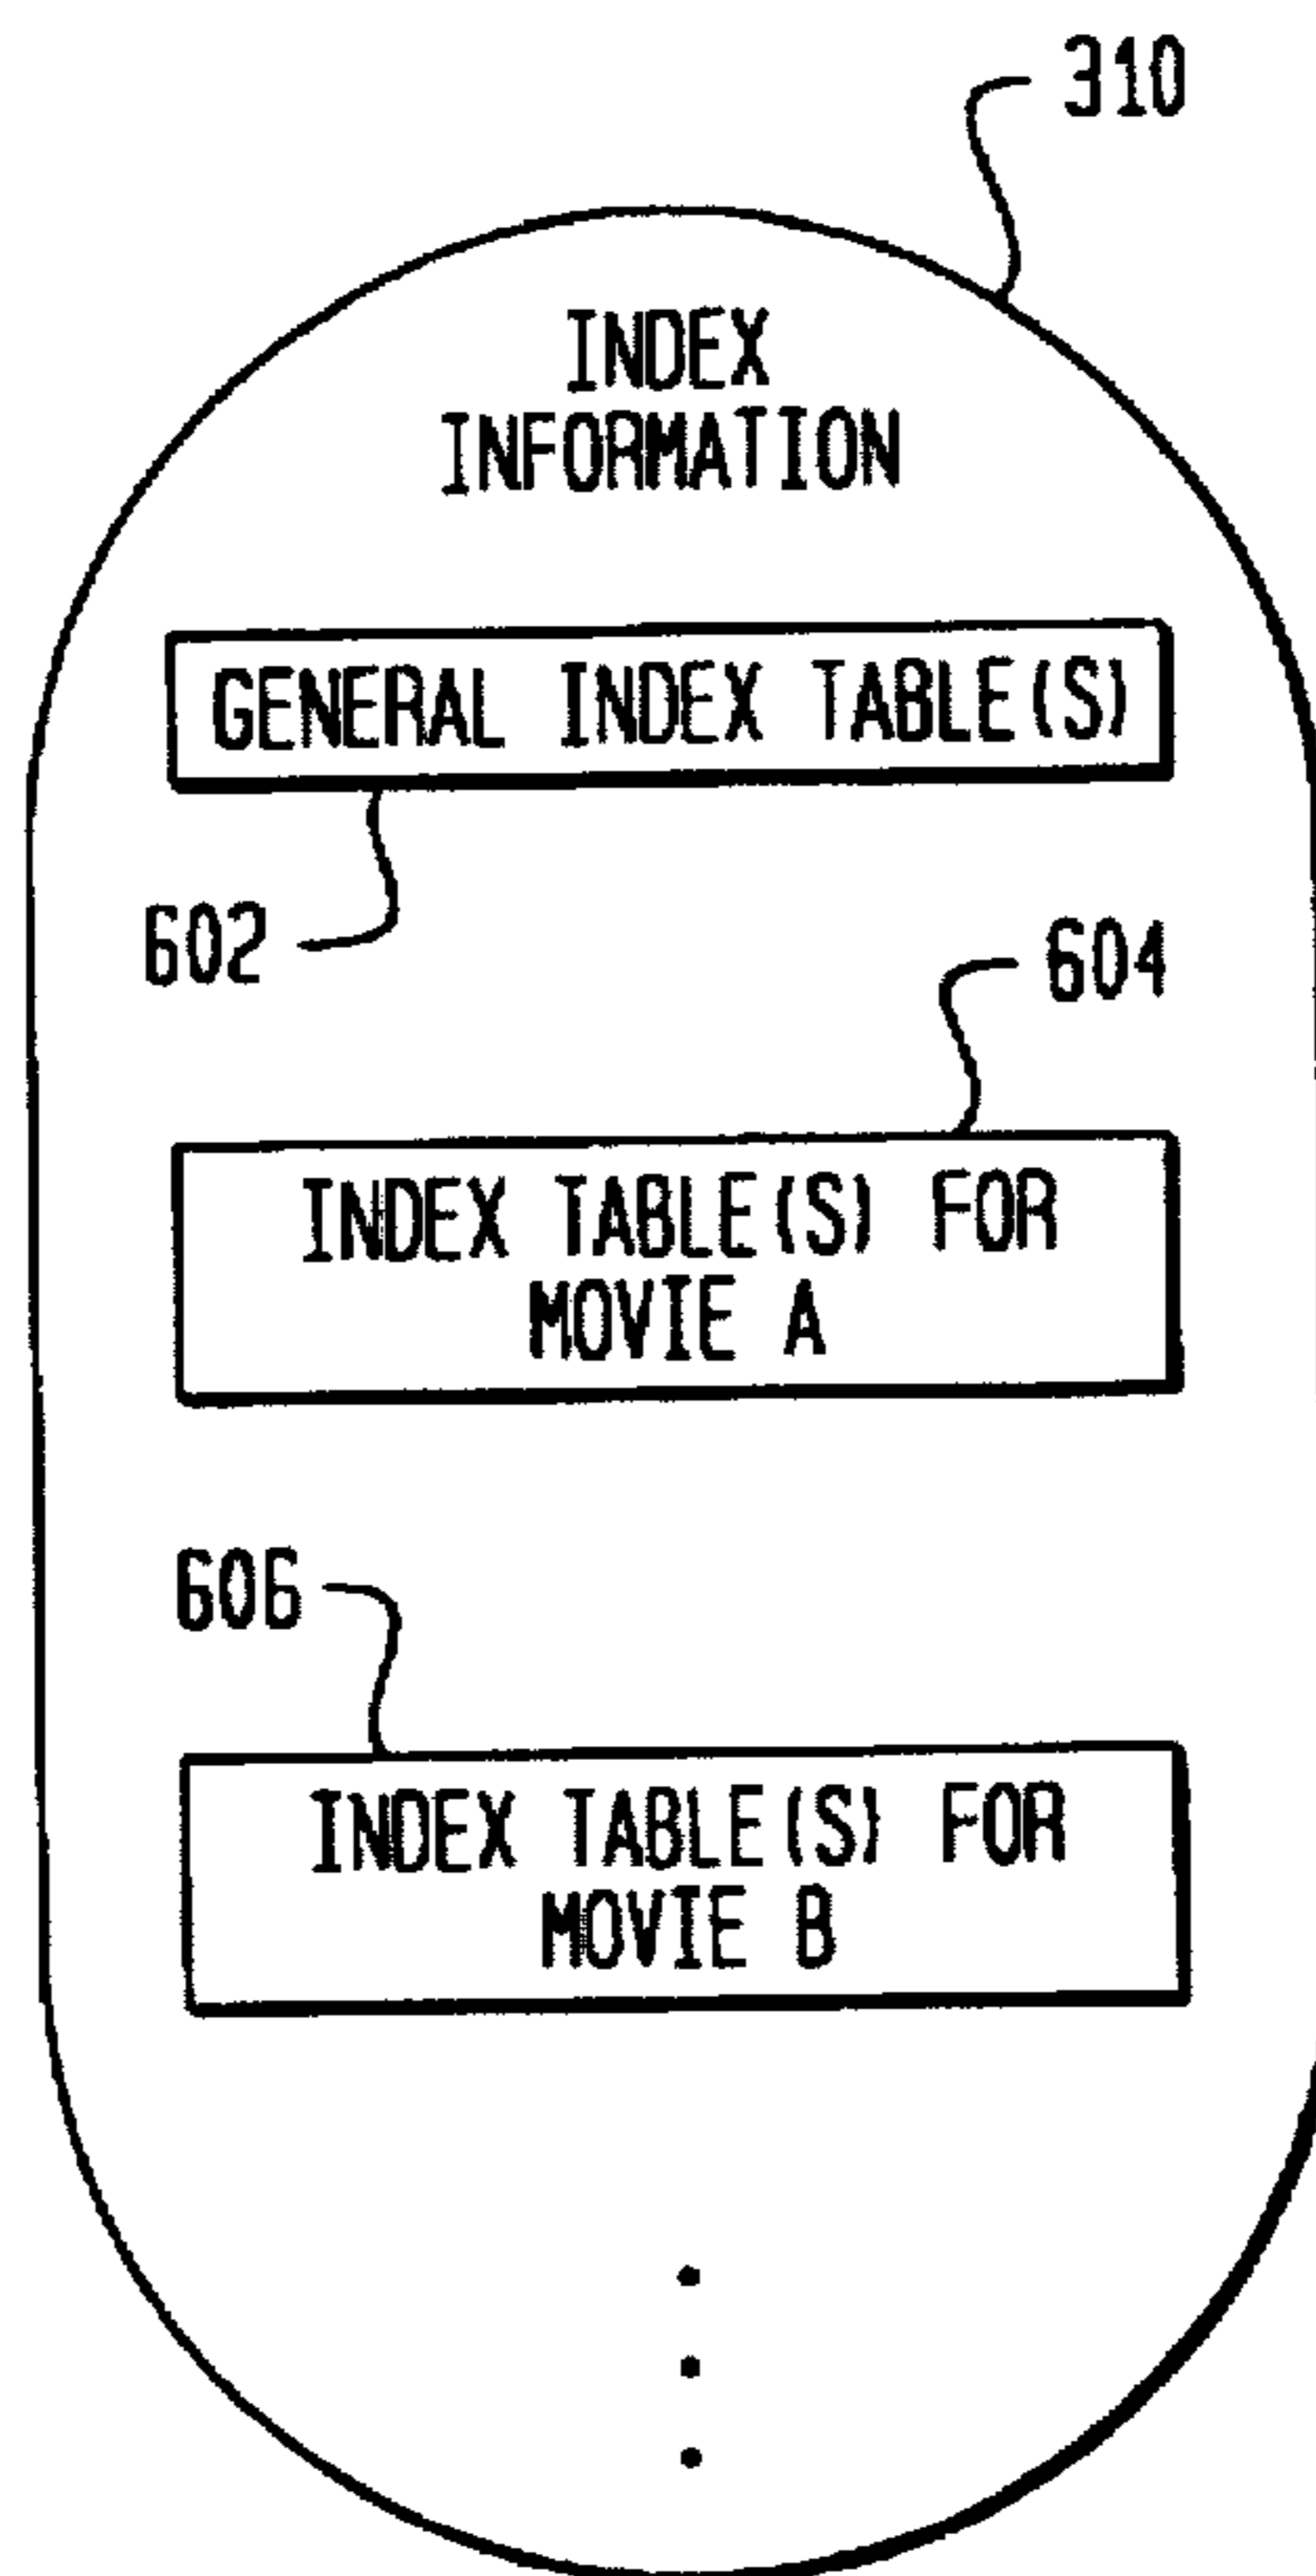 310
INDEX
INFORMATION
GENERAL INDEX TABLE(S)
602
604
INDEX TABLE(S) FOR
MOVIE A
606
INDEX TABLE(S) FOR
MOVIE B